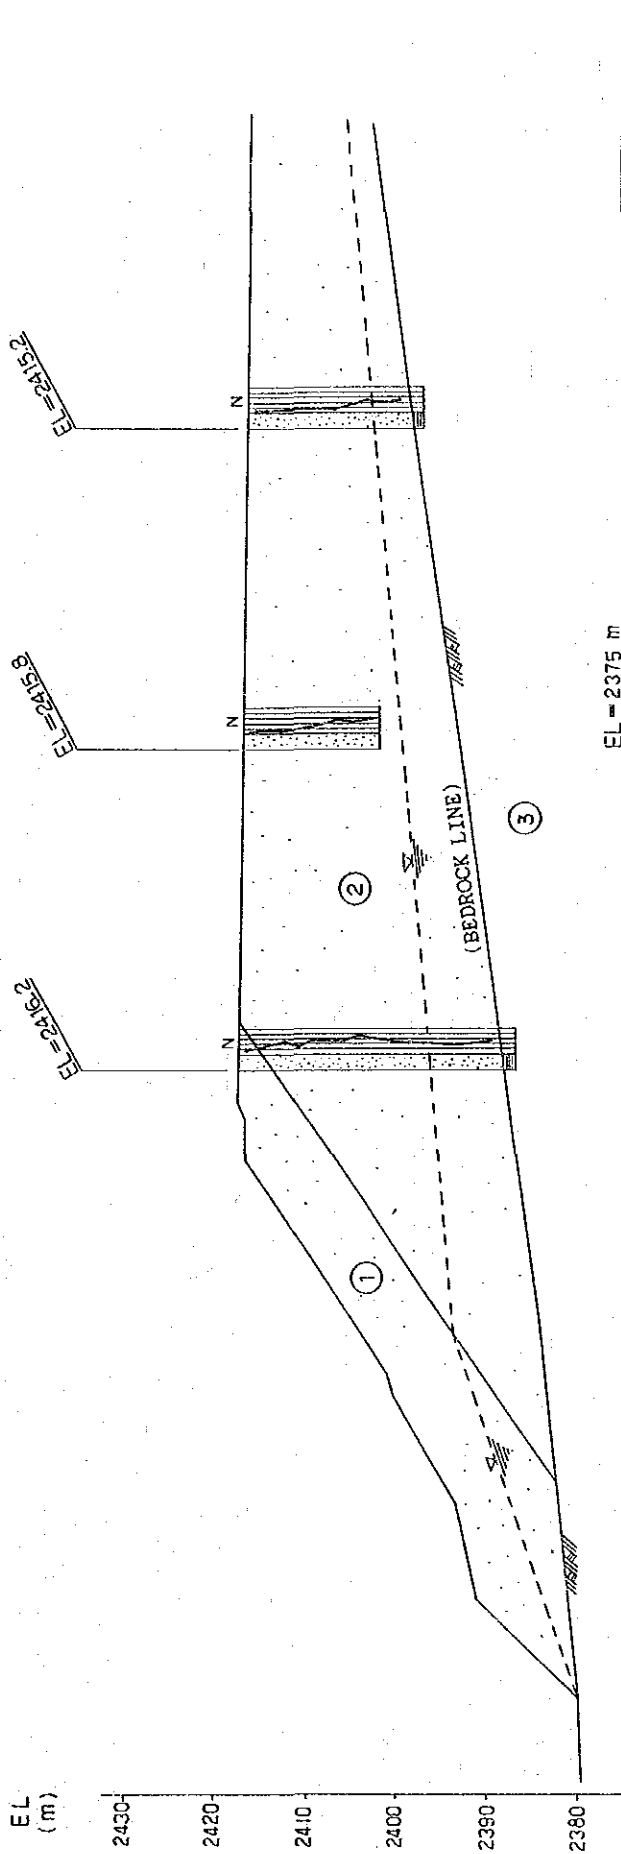 EL
(m)
2430
2420
2410
2400
2390
2380
EL=2416.2
EL=2415.8
EL=2415.2
N
N
N
1
2
3
(BEDROCK LINE)
EL=2375 m